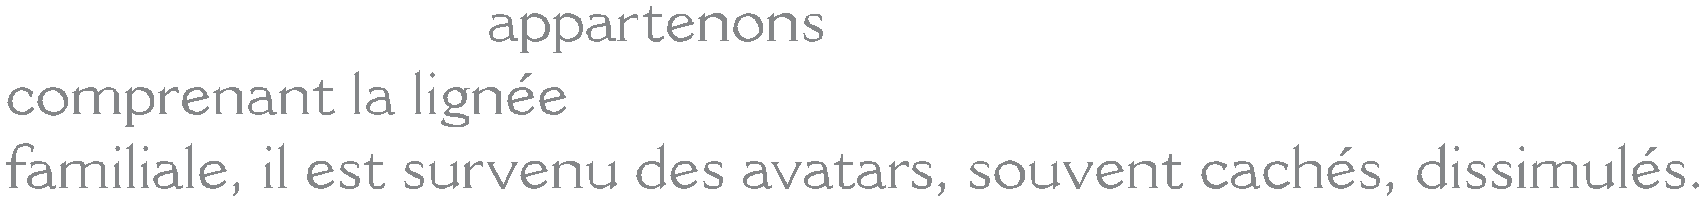 appartenons
comprenant la lignée
familiale, il est survenu des avatars, souvent cachés, dissimulés.